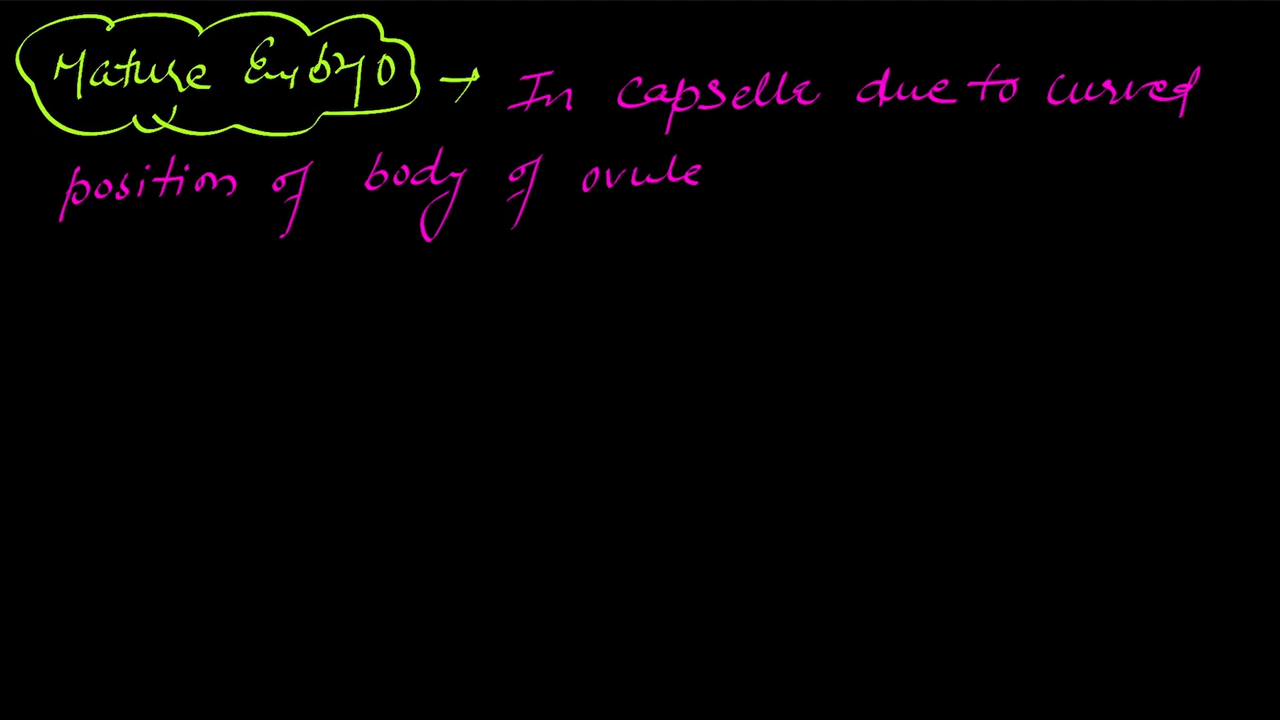 Mature Embryo → In capsella due to curved
position of body of ovule